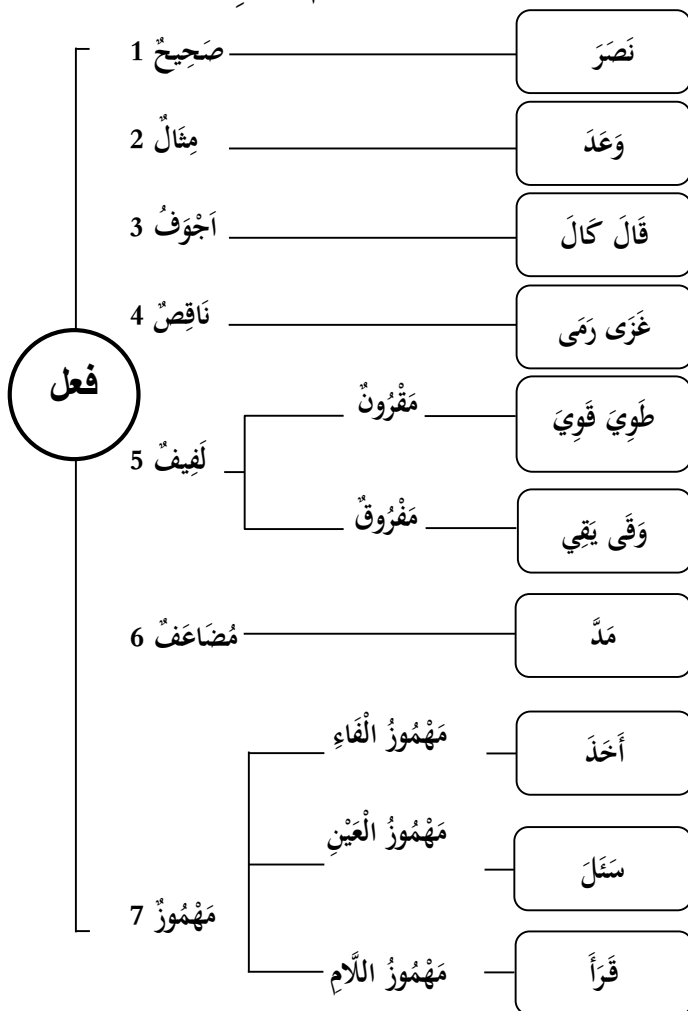 صَحِيحٌ 1 نَصَرَ
مِثَالٌ 2 وَعَدَ
اَجْوَفُ 3 قَالَ كَالَ
نَاقِصٌ 4 غَزَى رَمَى
فعل
مَقْرُونٌ طَوِيَ قَوِيَ
لَفِيفٌ 5
مَفْرُوقٌ وَقَى يَقِي
مُضَاعَفٌ 6 مَدَّ
مَهْمُوزُ الْفَاءِ أَخَذَ
مَهْمُوزُ الْعَيْنِ سَئَلَ
مَهْمُوزٌ 7
مَهْمُوزُ اللَّامِ قَرَأَ